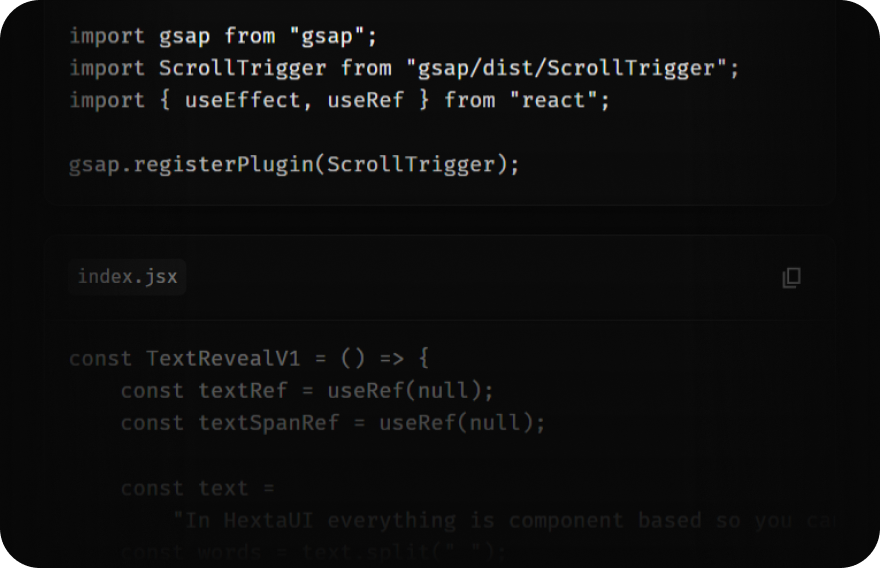 import gsap from "gsap";
import ScrollTrigger from "gsap/dist/ScrollTrigger";
import { useEffect, useRef } from "react";
gsap.registerPlugin(ScrollTrigger);
index.jsx
const TextRevealV1 = () => {
const textRef = useRef(null);
const textSpanRef = useRef(null);
const text =
"In HextaUI everything is component based so you
const words = text.split(" ");